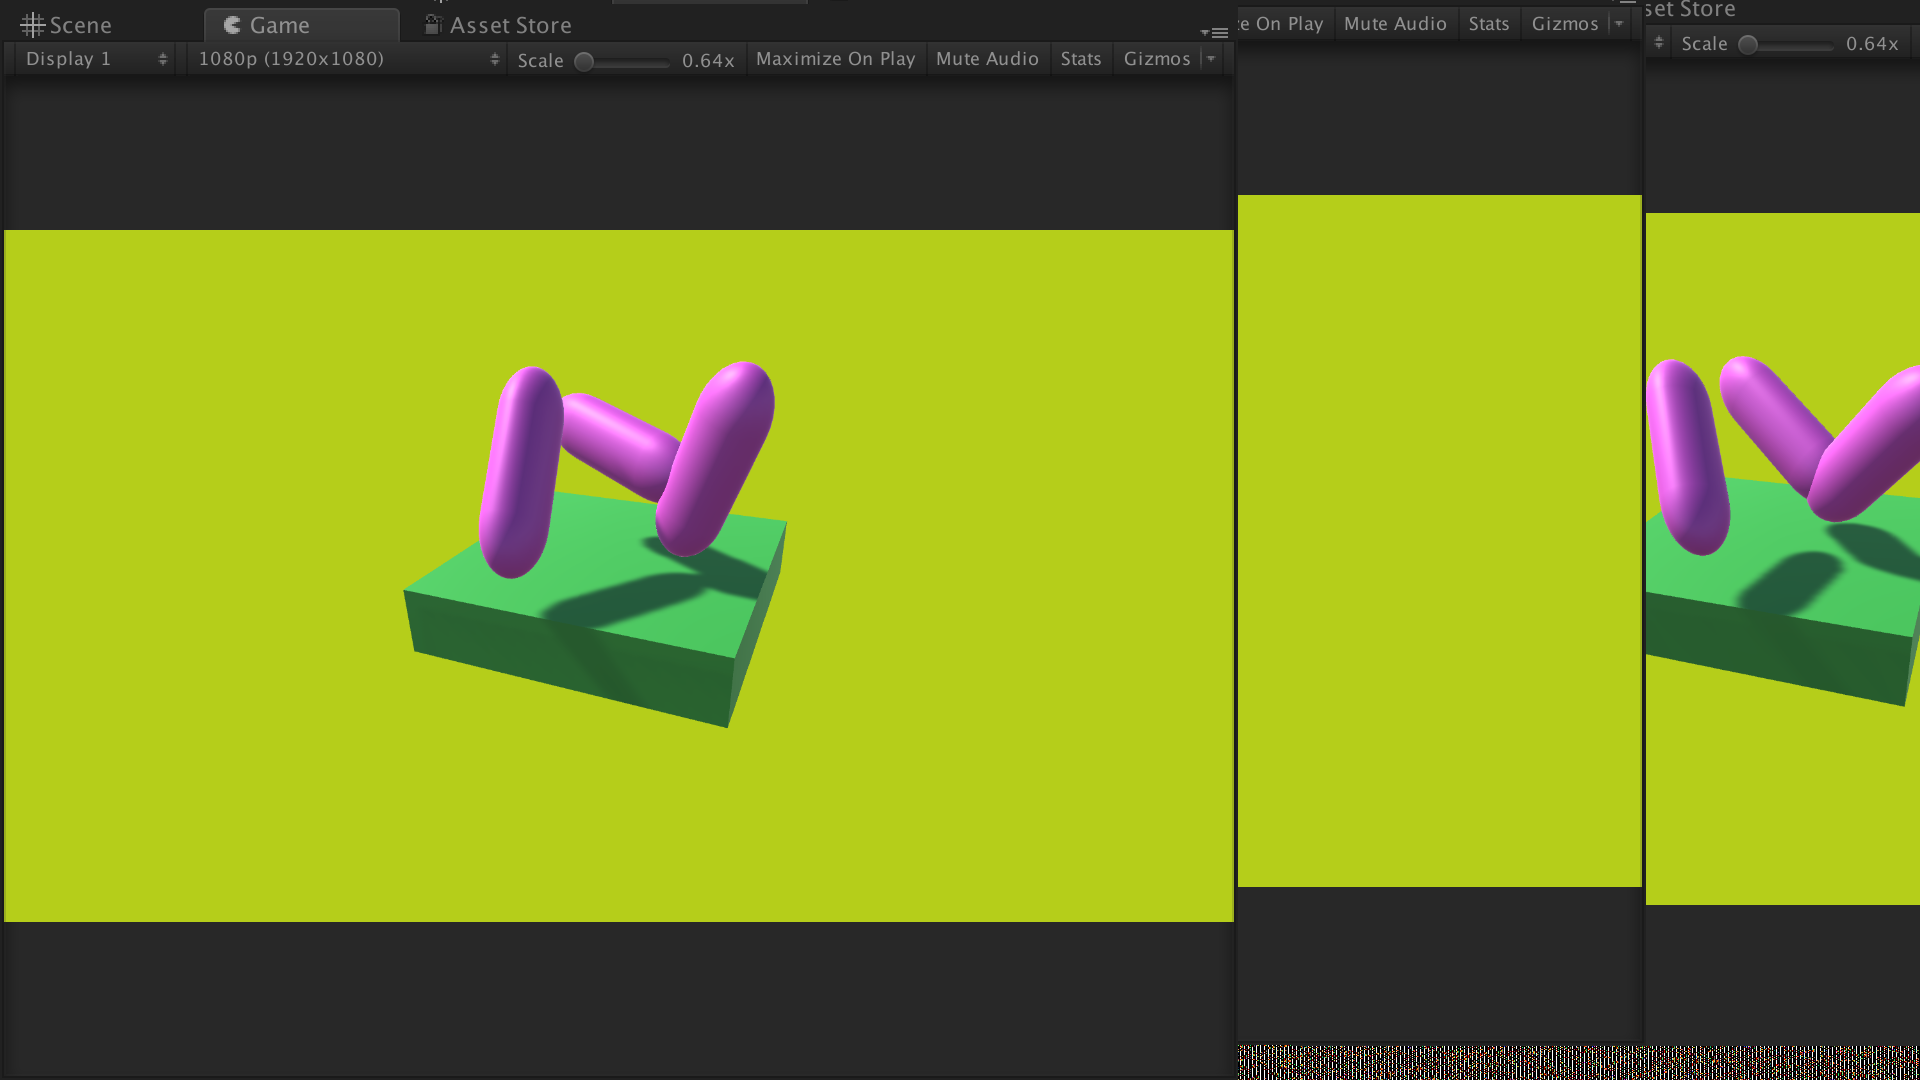 Scene Game Asset Store
Display 1 1080p (1920x1080) Scale 0.64x Maximize On Play Mute Audio Stats Gizmos
On Play Mute Audio Stats Gizmos
Store
Scale 0.64x